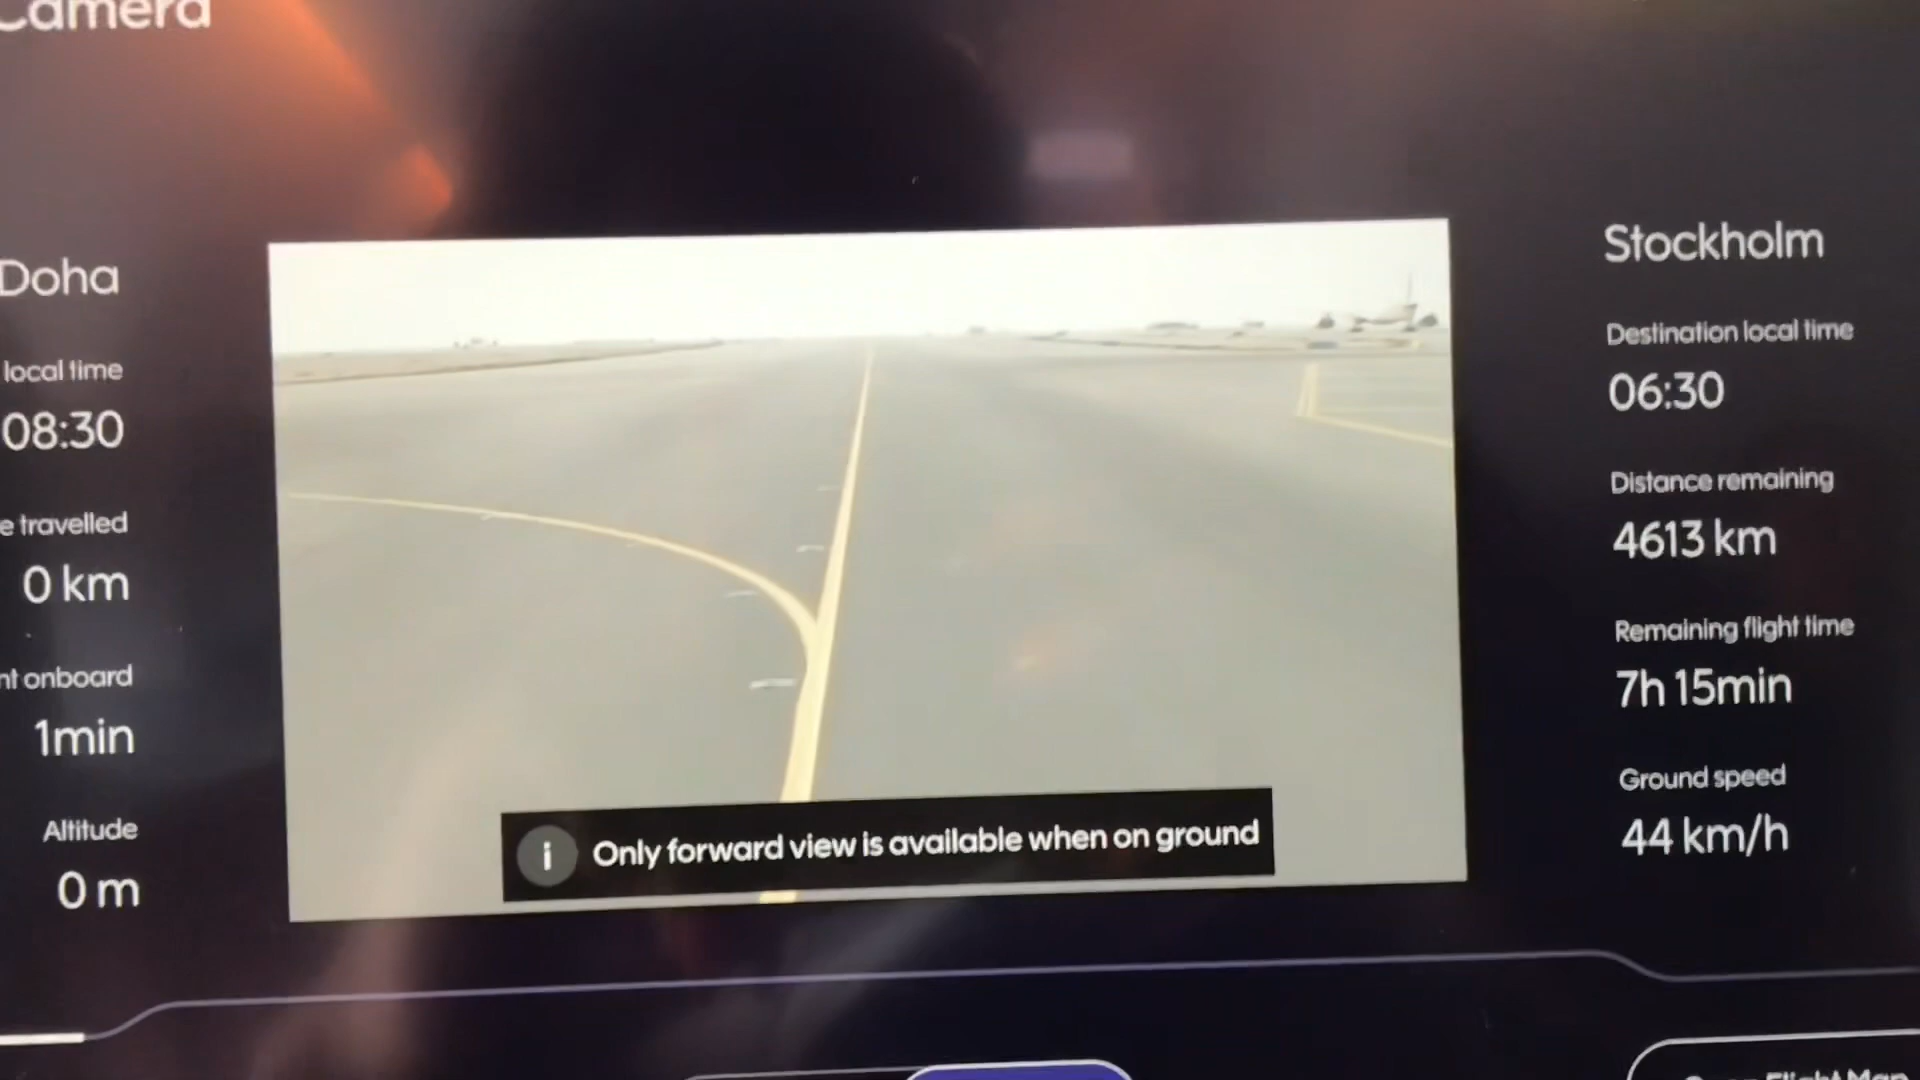 Camera
Doha
local time
08:30
e travelled
0 km
nt onboard
1min
Altitude
0 m
Only forward view is available when on ground
Stockholm
Destination local time
06:30
Distance remaining
4613 km
Remaining flight time
7h 15min
Ground speed
44 km/h
Flight Map